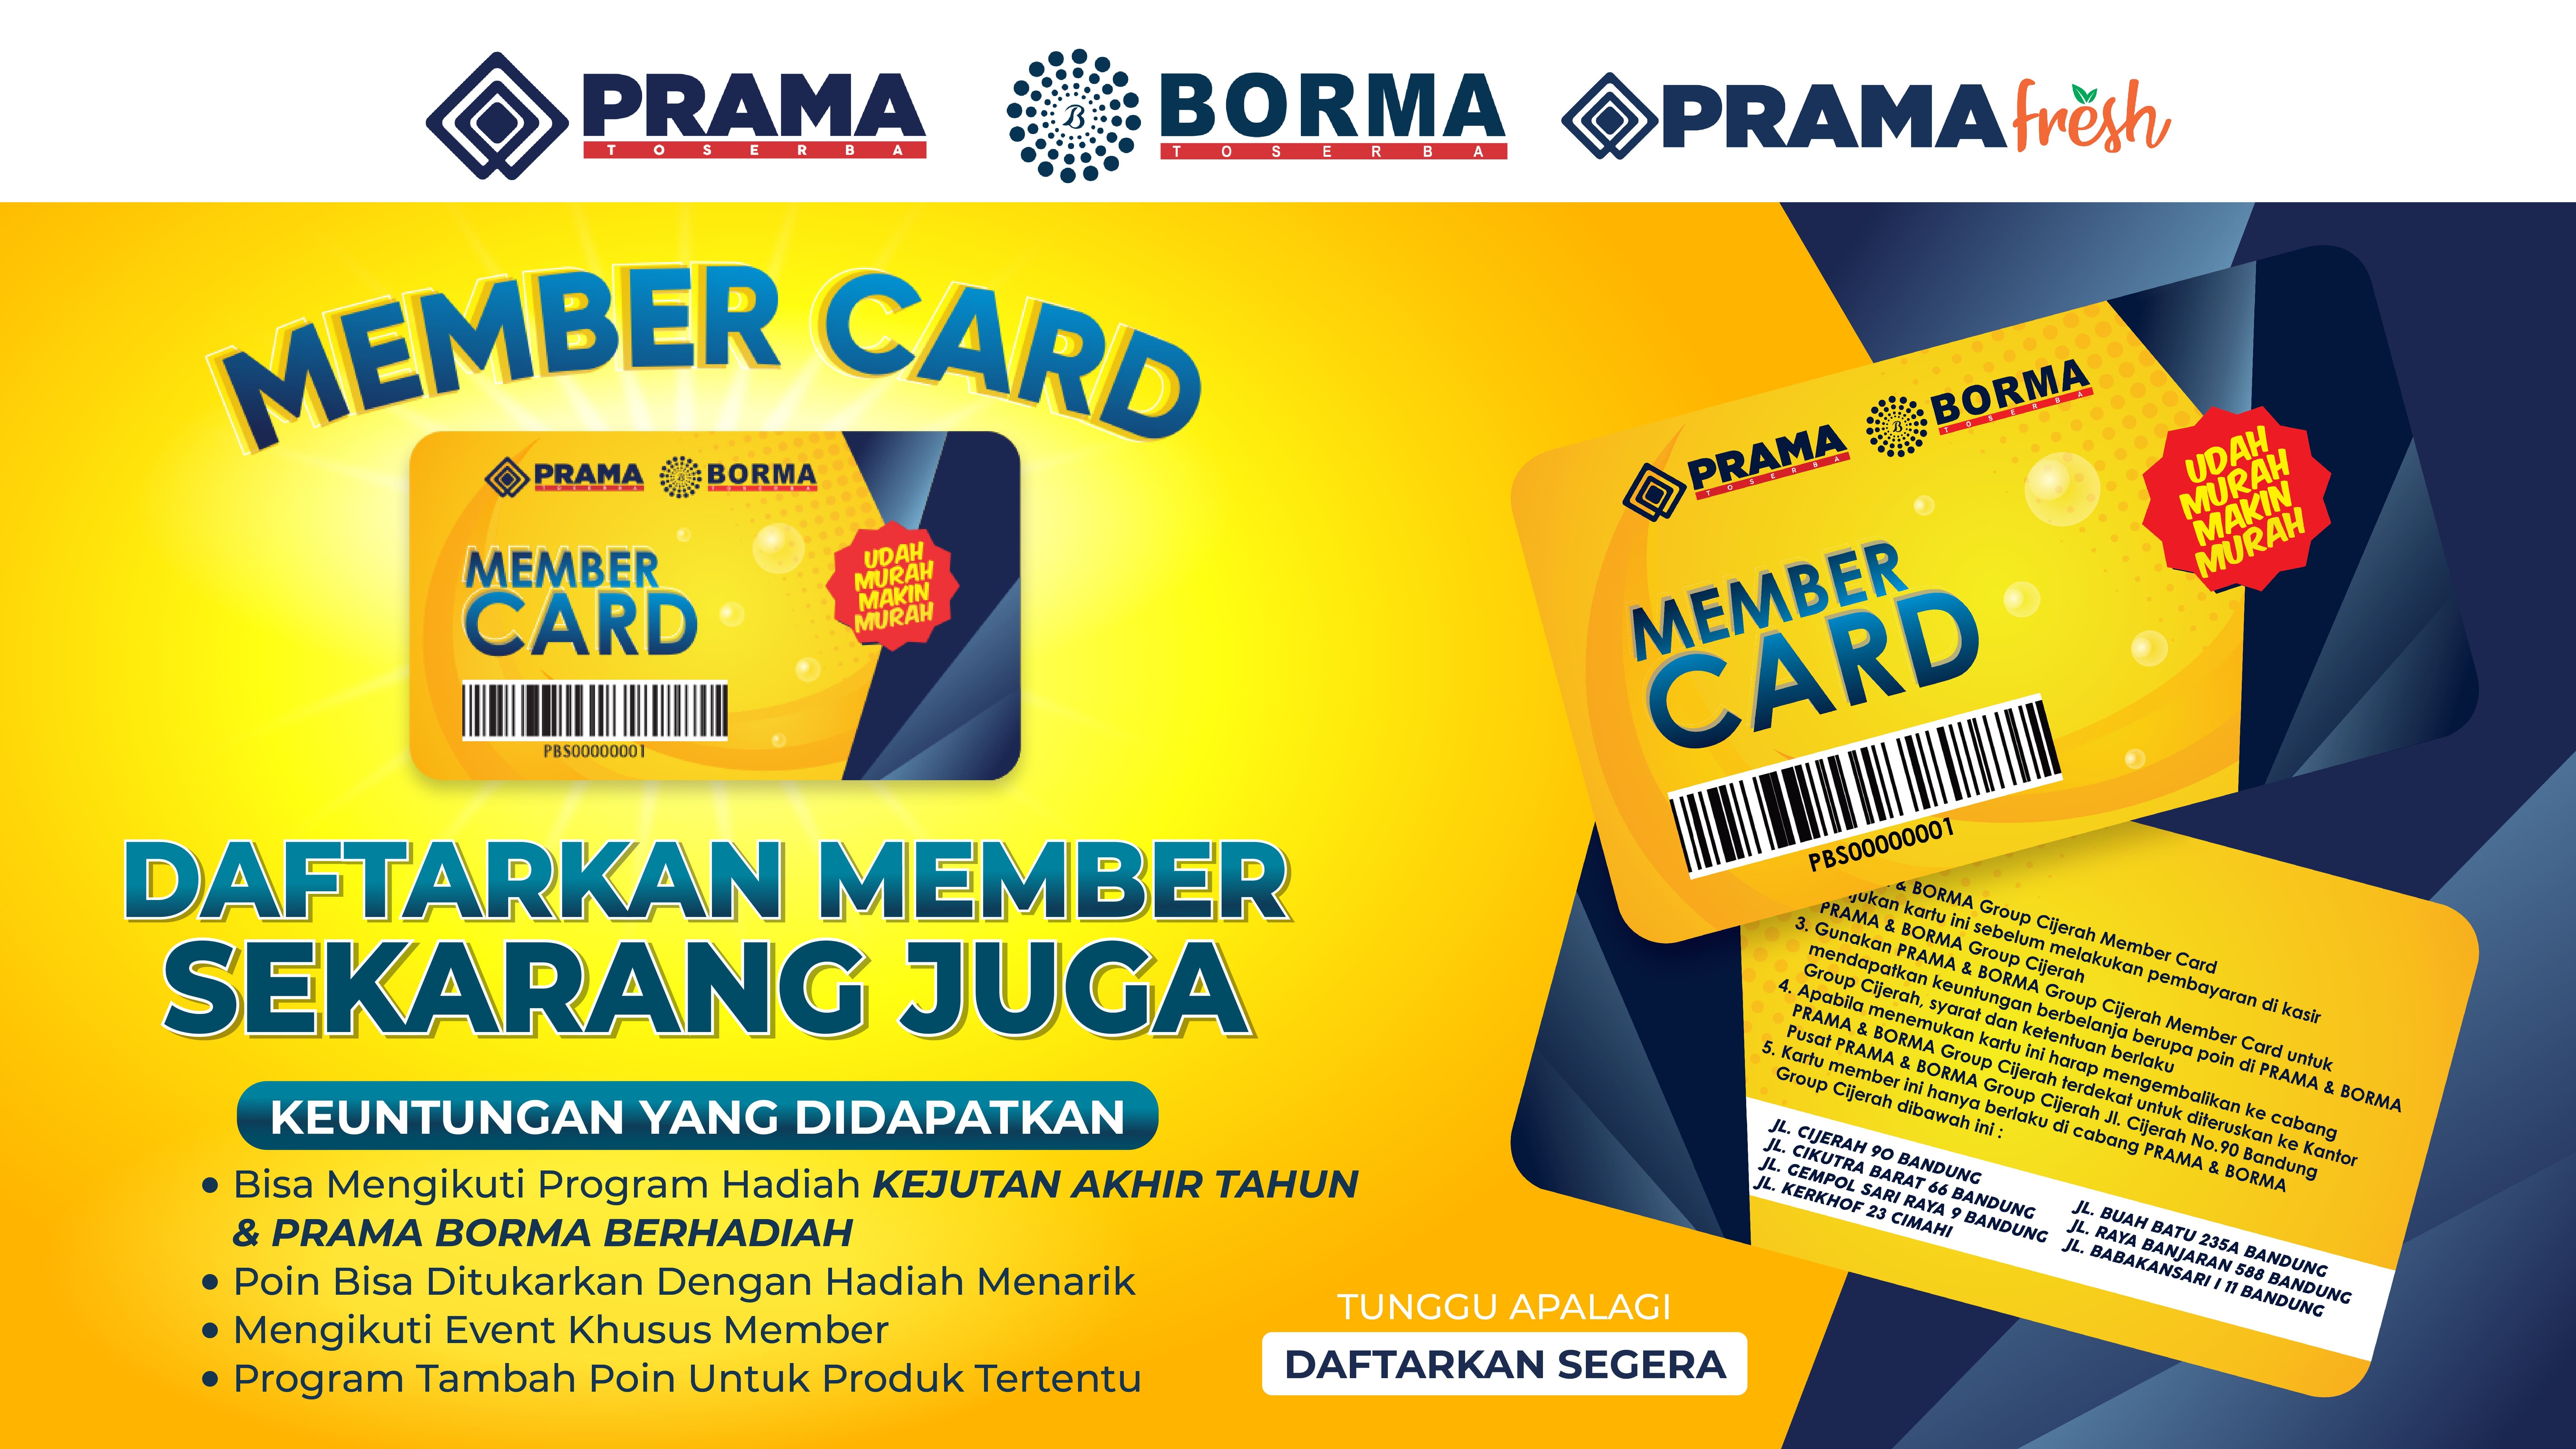 PRAMA
TOSERBA
BORMA
TOSERBA
PRAMA fresh
MEMBER CARD
PRAMA
TOSERBA
BORMA
TOSERBA
MEMBER
CARD
UDAH
MURAH
MAKIN
MURAH
PBS00000001
DAFTARKAN MEMBER
SEKARANG JUGA
KEUNTUNGAN YANG DIDAPATKAN
• Bisa Mengikuti Program Hadiah KEJUTAN AKHIR TAHUN
& PRAMA BORMA BERHADIAH
• Poin Bisa Ditukarkan Dengan Hadiah Menarik
• Mengikuti Event Khusus Member
• Program Tambah Poin Untuk Produk Tertentu
TUNGGU APALAGI
DAFTARKAN SEGERA
PRAMA
TOSERBA
BORMA
TOSERBA
MEMBER
CARD
UDAH
MURAH
MAKIN
MURAH
PBS00000001
& BORMA Group Cijerah Member Card
kartu ini sebelum melakukan pembayaran di kasir
PRAMA & BORMA Group Cijerah
3. Gunakan PRAMA & BORMA Group Cijerah Member Card untuk
mendapatkan keuntungan berbelanja berupa poin di PRAMA & BORMA
Group Cijerah, syarat dan ketentuan berlaku
4. Apabila menemukan kartu ini harap mengembalikan ke cabang
PRAMA & BORMA Group Cijerah terdekat untuk diteruskan ke Kantor
Pusat PRAMA & BORMA Group Cijerah Jl. Cijerah No.90 Bandung
5. Kartu member ini hanya berlaku di cabang PRAMA & BORMA
Group Cijerah dibawah ini :
JL. CIJERAH 90 BANDUNG
JL. CIKUTRA BARAT 66 BANDUNG
JL. GEMPOL SARI RAYA 9 BANDUNG
JL. KERKHOF 23 CIMAHI
JL. BUAH BATU 235A BANDUNG
JL. RAYA BANJARAN 588 BANDUNG
JL. BABAKANSARI I 11 BANDUNG